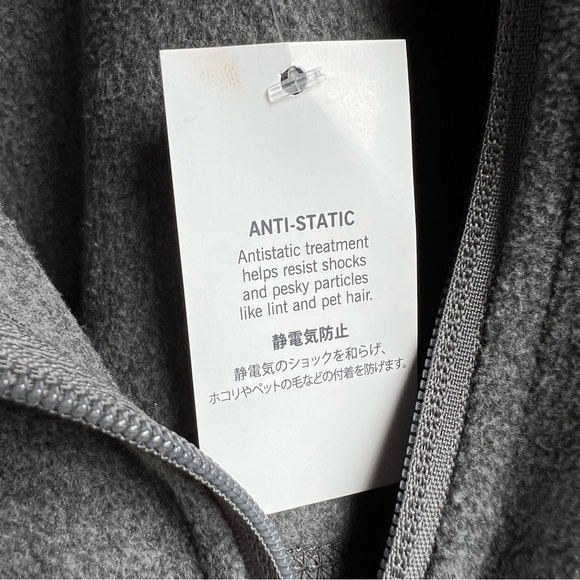 ANTI-STATIC
Antistatic treatment
helps resist shocks
and pesky particles
like lint and pet hair.
静電気防止
静電気のショックを和らげ、
ホコリやペットの毛などの付着を防げます。